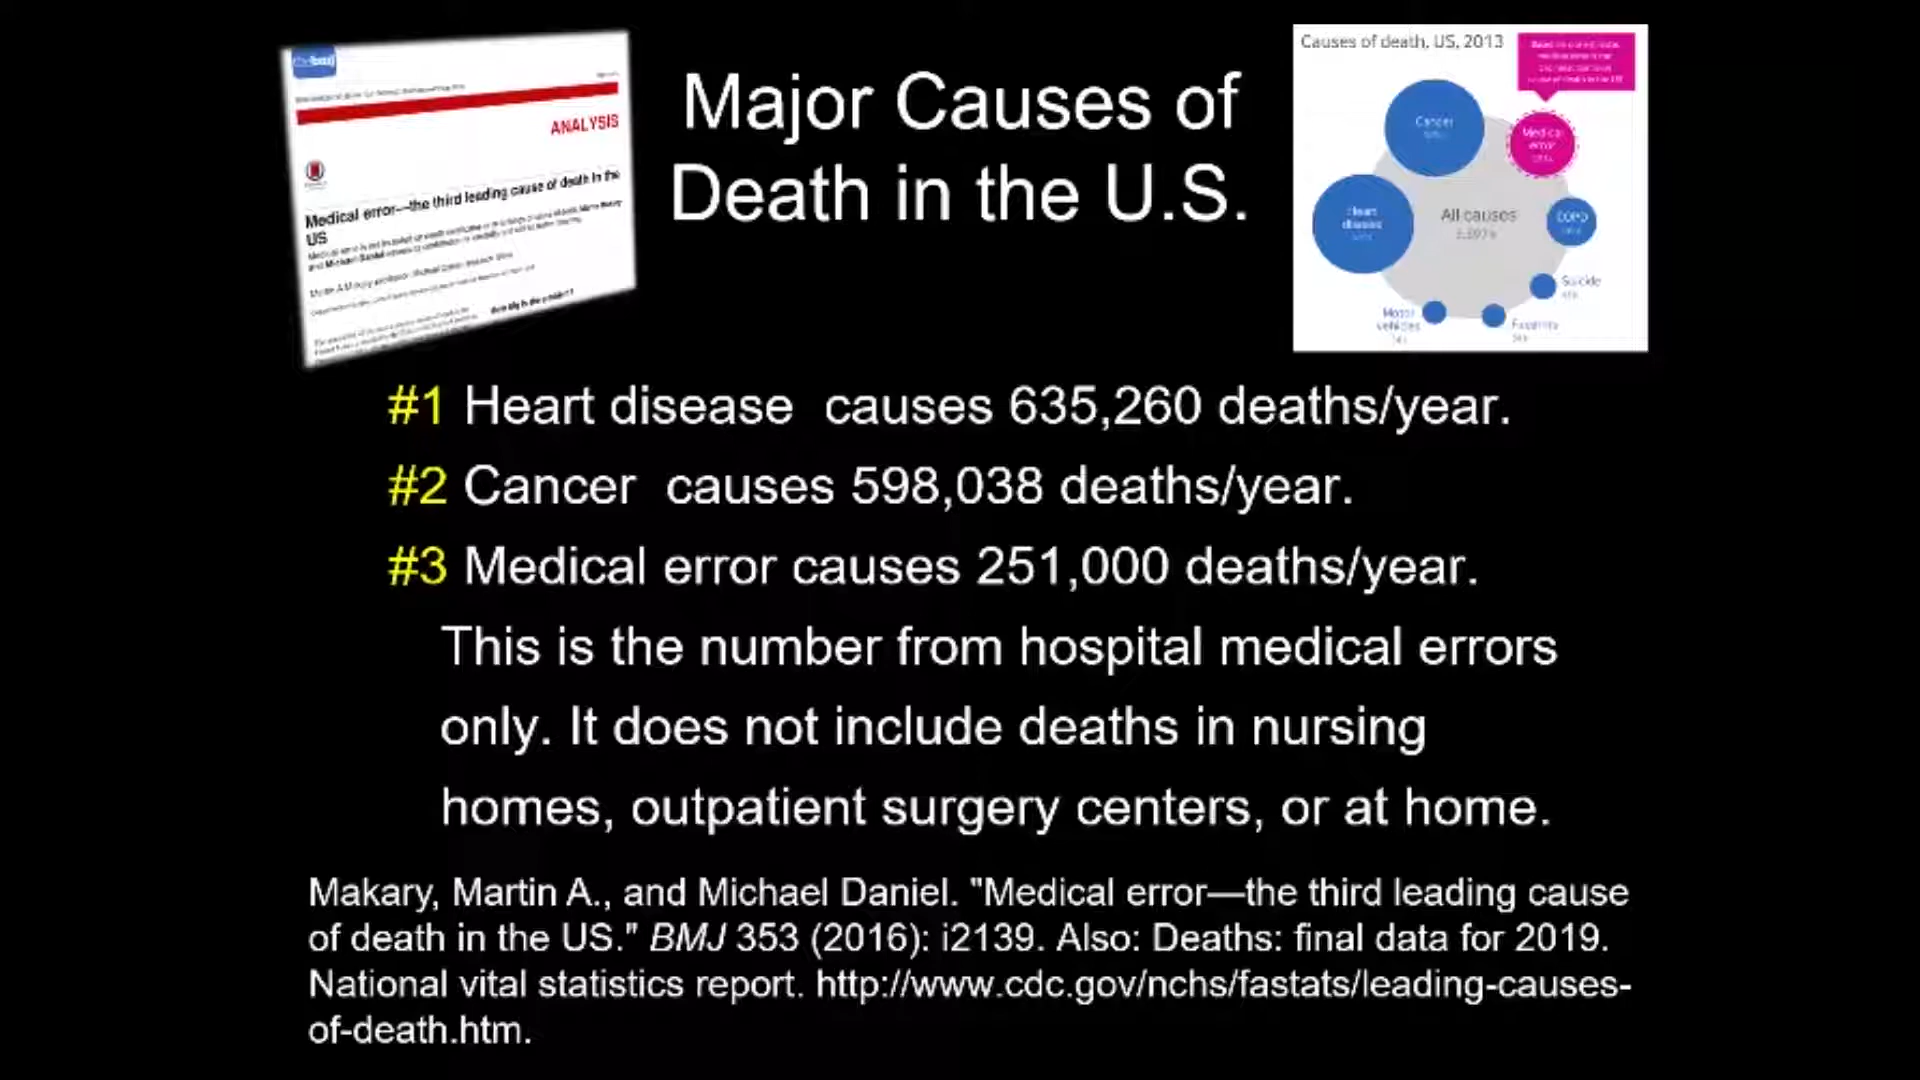 thebmj
ANALYSIS
Medical error—the third leading cause of death in the
US
Major Causes of
Death in the U.S.
Causes of death, US, 2013
Cancer
Medical
error
Heart
disease
All causes
COPD
Suicide
Motor
vehicles
Firearms
#1 Heart disease causes 635,260 deaths/year.
#2 Cancer causes 598,038 deaths/year.
#3 Medical error causes 251,000 deaths/year.
This is the number from hospital medical errors
only. It does not include deaths in nursing
homes, outpatient surgery centers, or at home.
Makary, Martin A., and Michael Daniel. "Medical error—the third leading cause
of death in the US." BMJ 353 (2016): i2139. Also: Deaths: final data for 2019.
National vital statistics report. http://www.cdc.gov/nchs/fastats/leading-causes-
of-death.htm.